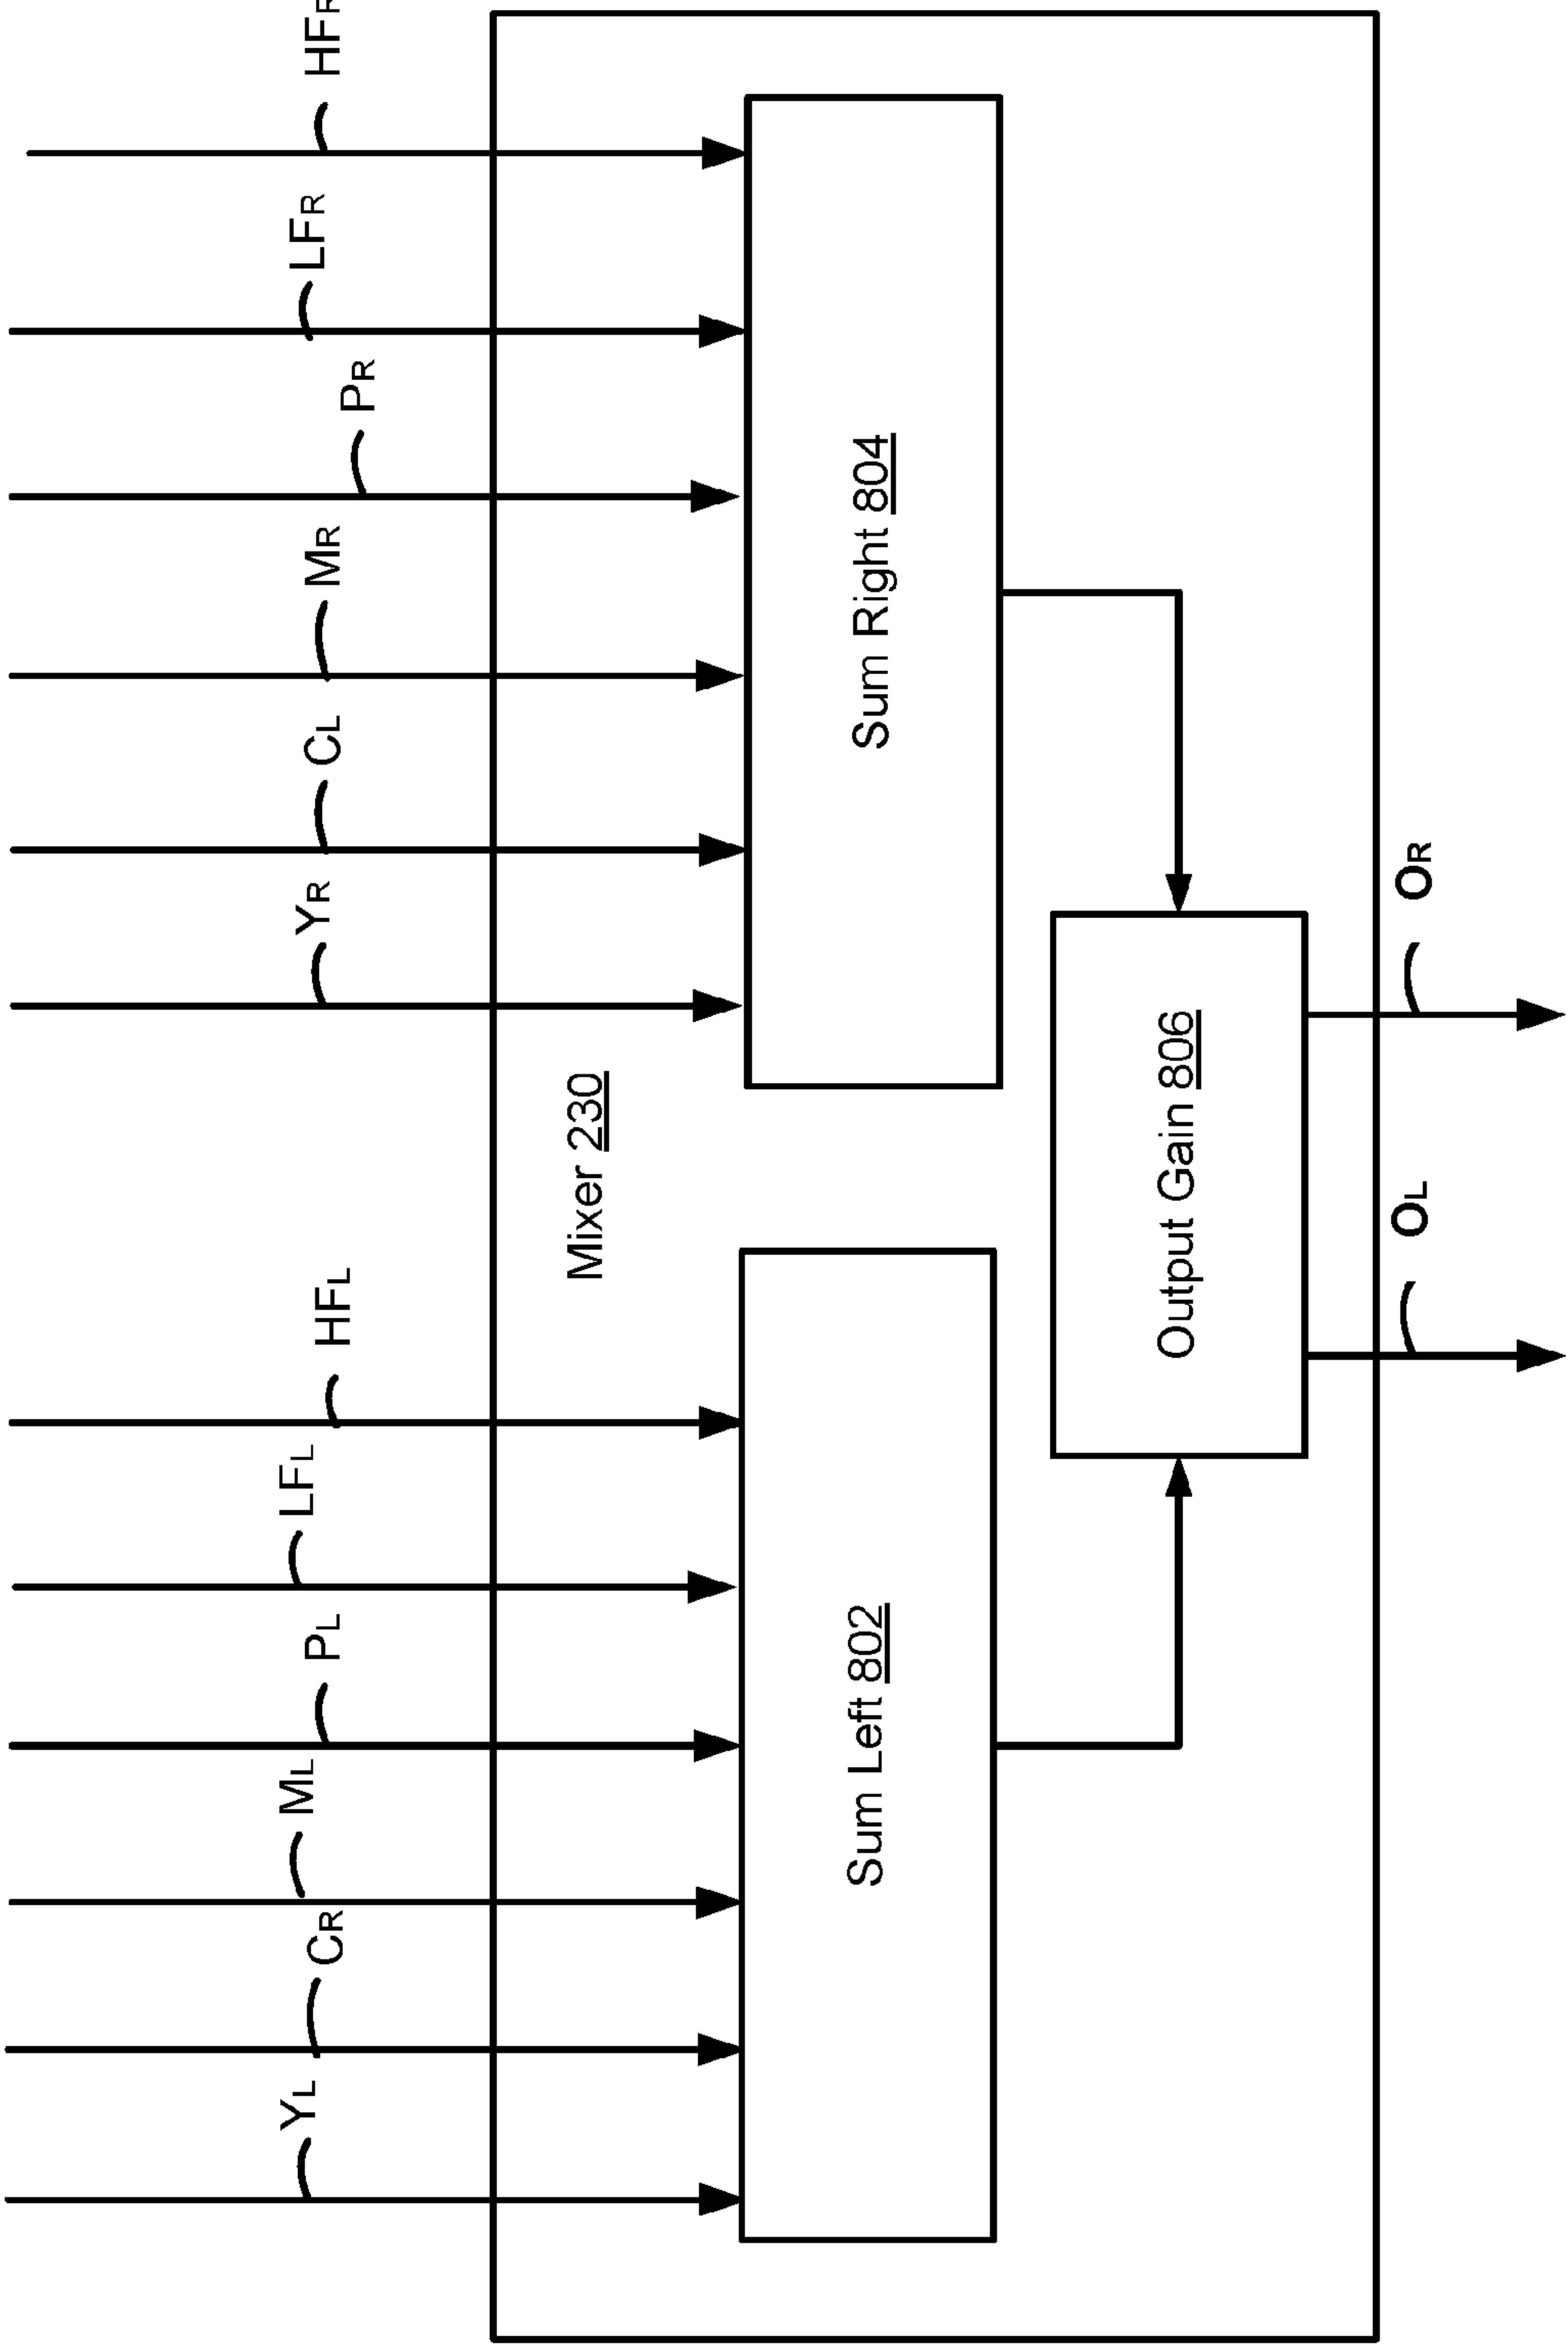 YL
CR
ML
PL
LFL
HFL
YR
CL
MR
PR
LFR
HFR
Mixer 230
Sum Left 802
Sum Right 804
Output Gain 806
OL
OR